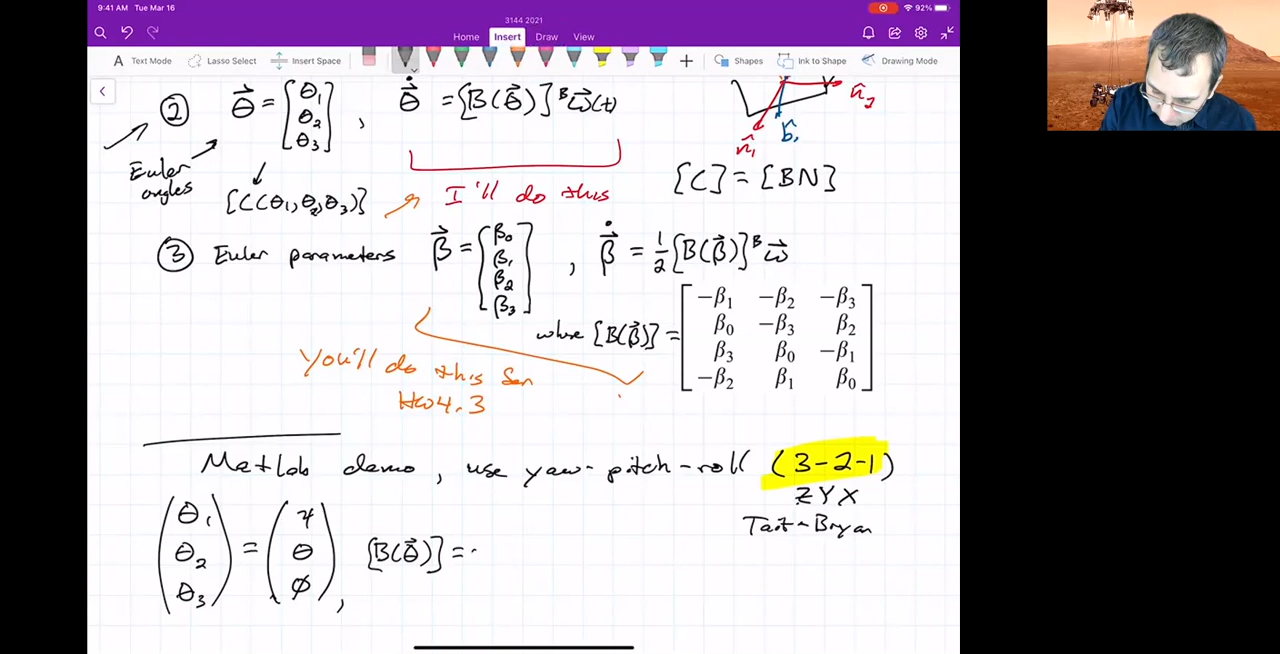 9:41 AM Tue Mar 16
92%
3144 2021
Home Insert Draw View
Text Mode Lasso Select Insert Space Shapes Ink to Shape Drawing Mode
② θ⃗ = [θ₁ θ₂ θ₃], θ⃗̇ = [B(θ⃗)] ᴮω⃗(t)
n̂₂
n̂₁ b̂₁
Euler angles
[C(θ₁,θ₂,θ₃)]
I'll do this
[C] = [BN]
③ Euler parameters β⃗ = [β₀ β₁ β₂ β₃], β⃗̇ = 1/2 [B(β⃗)] ᴮω⃗
where [B(β⃗)] =
−β₁ −β₂ −β₃
β₀ −β₃ β₂
β₃ β₀ −β₁
−β₂ β₁ β₀
You'll do this for
HW4.3
Matlab demo, use yaw-pitch-roll (3-2-1)
ZYX
Tait-Bryan
(θ₁ θ₂ θ₃) = (ψ θ φ), [B(θ⃗)] =